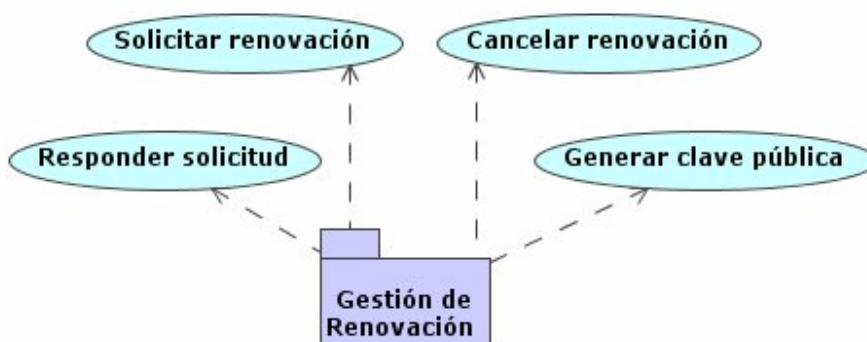 Solicitar renovación
Cancelar renovación
Responder solicitud
Generar clave pública
Gestión de
Renovación